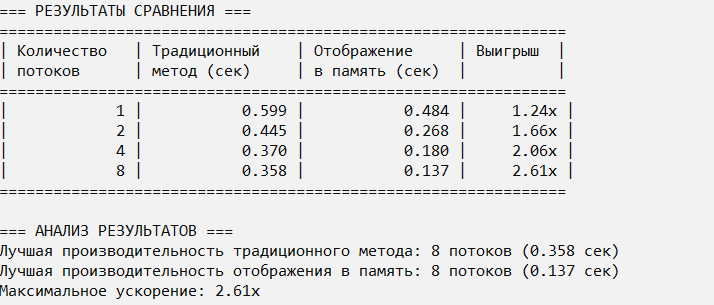 === РЕЗУЛЬТАТЫ СРАВНЕНИЯ ===
===============================================================
| Количество   | Традиционный    | Отображение     | Выигрыш  |
| потоков      | метод (сек)     | в память (сек)  |          |
===============================================================
|            1 |           0.599 |           0.484 |     1.24x |
|            2 |           0.445 |           0.268 |     1.66x |
|            4 |           0.370 |           0.180 |     2.06x |
|            8 |           0.358 |           0.137 |     2.61x |
===============================================================
=== АНАЛИЗ РЕЗУЛЬТАТОВ ===
Лучшая производительность традиционного метода: 8 потоков (0.358 сек)
Лучшая производительность отображения в память: 8 потоков (0.137 сек)
Максимальное ускорение: 2.61x